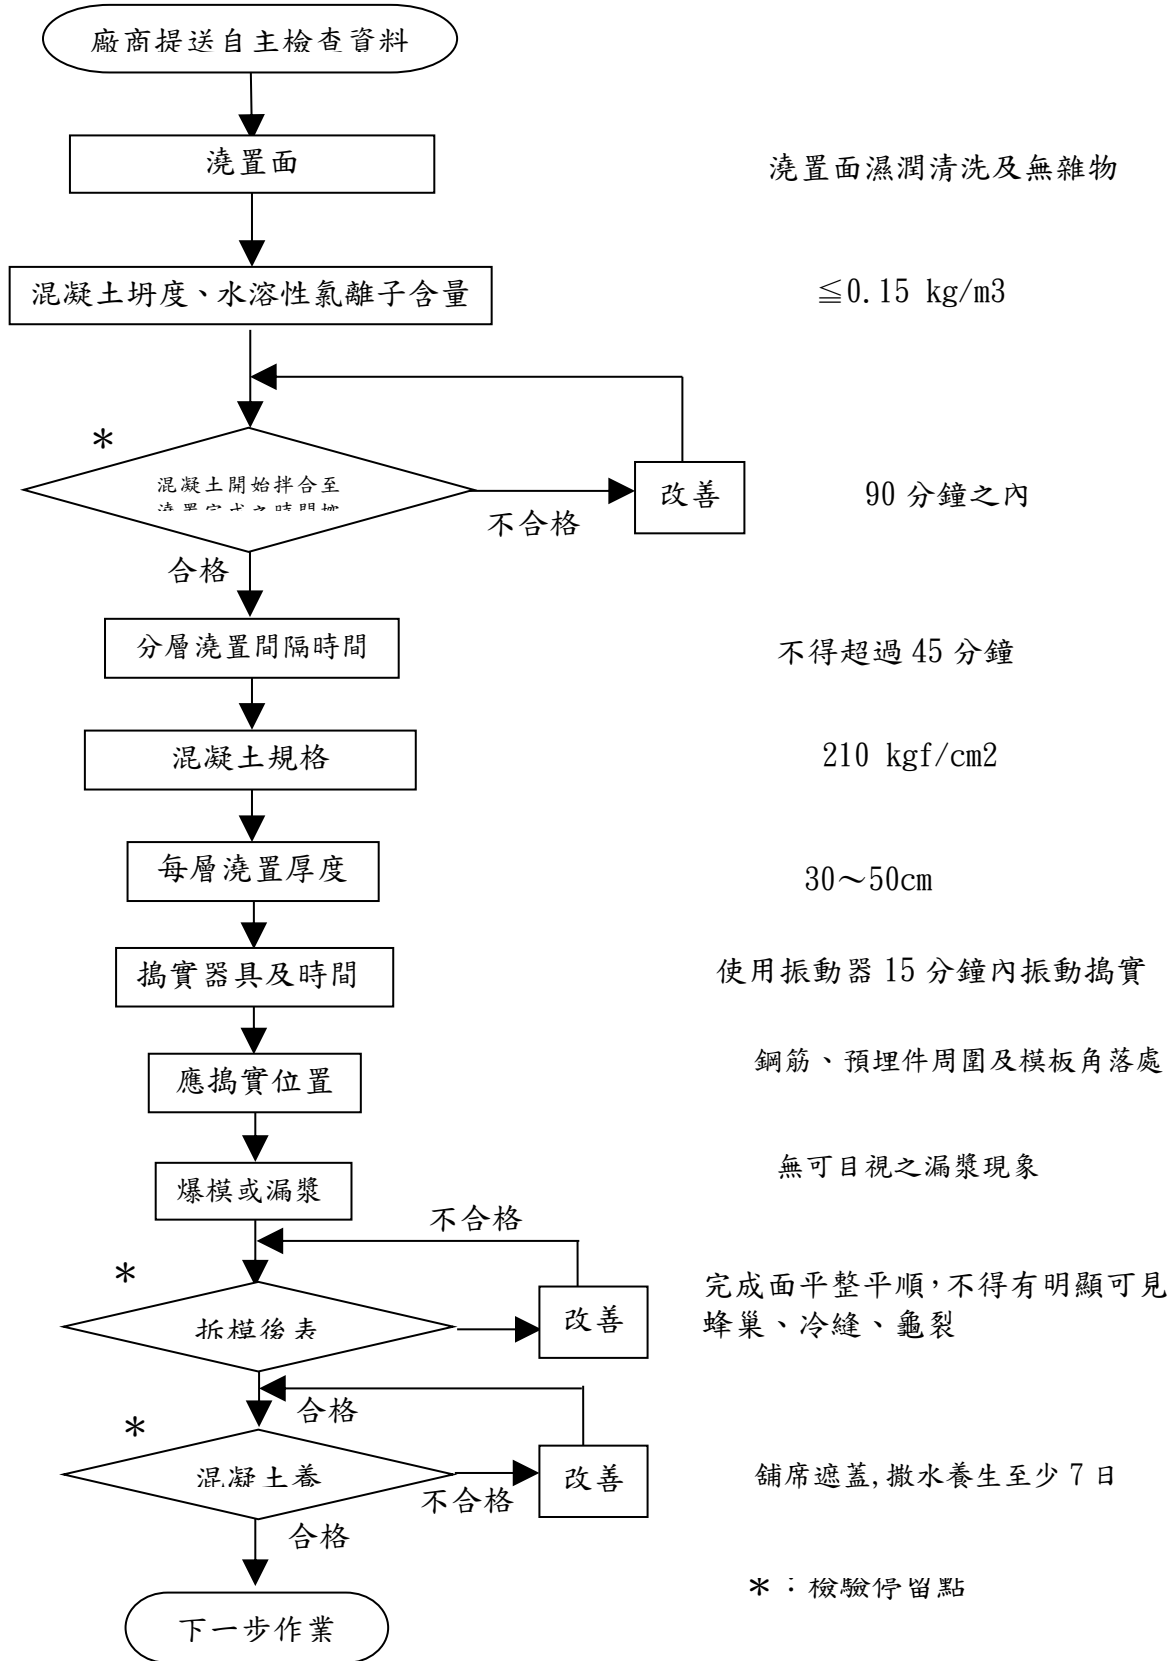 廠商提送自主檢查資料
澆置面
澆置面濕潤清洗及無雜物
混凝土坍度、水溶性氯離子含量
≦0.15 kg/m3
*
混凝土開始拌合至
澆置完成之時間控
不合格
改善
90 分鐘之內
合格
分層澆置間隔時間
不得超過 45 分鐘
混凝土規格
210 kgf/cm2
每層澆置厚度
30～50cm
搗實器具及時間
使用振動器 15 分鐘內振動搗實
應搗實位置
鋼筋、預埋件周圍及模板角落處
爆模或漏漿
無可目視之漏漿現象
不合格
*
拆模後表
改善
完成面平整平順,不得有明顯可見
蜂巢、冷縫、龜裂
合格
*
混凝土養
不合格
改善
舖席遮蓋,撒水養生至少 7 日
合格
*：檢驗停留點
下一步作業